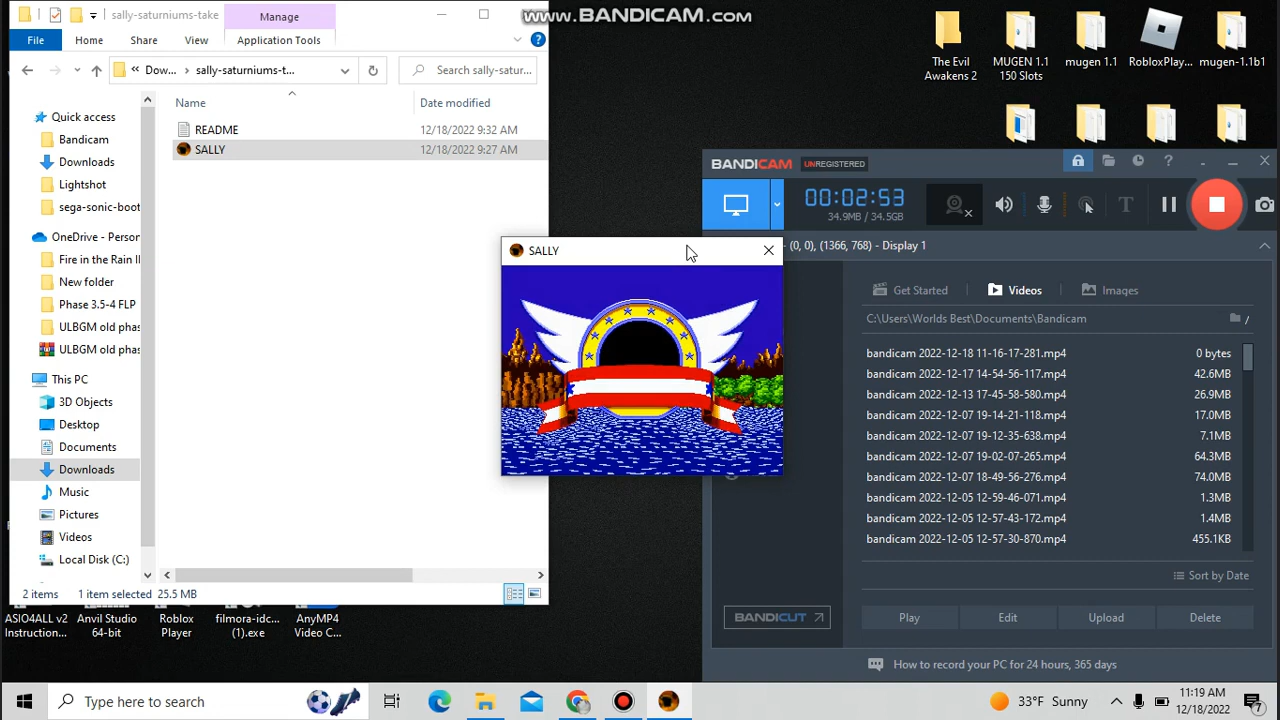 sally-saturniums-take
Manage
www.BANDICAM.com
File
Home
Share
View
Application Tools
Dow...
sally-saturniums-t...
Search sally-satur...
Name
Date modified
README
12/18/2022 9:32 AM
SALLY
12/18/2022 9:27 AM
Quick access
Bandicam
Downloads
Lightshot
sega-sonic-boot
OneDrive - Person
Fire in the Rain II
New folder
Phase 3.5-4 FLP
ULBGM old phas
ULBGM old phas
This PC
3D Objects
Desktop
Documents
Downloads
Music
Pictures
Videos
Local Disk (C:)
2 items
1 item selected
25.5 MB
The Evil
Awakens 2
MUGEN 1.1
150 Slots
mugen 1.1
RobloxPlay...
mugen-1.1b1
SALLY
BANDICAM
UNREGISTERED
00:02:53
34.9MB / 34.5GB
- (0, 0), (1366, 768) - Display 1
Get Started
Videos
Images
C:\Users\Worlds Best\Documents\Bandicam
bandicam 2022-12-18 11-16-17-281.mp4
0 bytes
bandicam 2022-12-17 14-54-56-117.mp4
42.6MB
bandicam 2022-12-13 17-45-58-580.mp4
26.9MB
bandicam 2022-12-07 19-14-21-118.mp4
17.0MB
bandicam 2022-12-07 19-12-35-638.mp4
7.1MB
bandicam 2022-12-07 19-02-07-265.mp4
64.3MB
bandicam 2022-12-07 18-49-56-276.mp4
74.0MB
bandicam 2022-12-05 12-59-46-071.mp4
1.3MB
bandicam 2022-12-05 12-57-43-172.mp4
1.4MB
bandicam 2022-12-05 12-57-30-870.mp4
455.1KB
Sort by Date
BANDICUT
Play
Edit
Upload
Delete
How to record your PC for 24 hours, 365 days
ASIO4ALL v2
Instruction...
Anvil Studio
64-bit
Roblox
Player
filmora-idc...
(1).exe
AnyMP4
Video C...
Type here to search
33°F Sunny
11:19 AM
12/18/2022
7